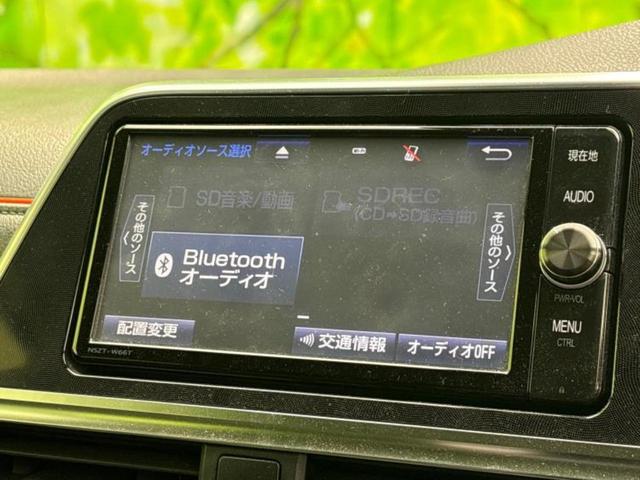 オーディオソース選択
Wi-Fi
現在地
SD音楽/動画
SDREC
(CD➡SD録音曲)
AUDIO
その他のソース
その他のソース
Bluetooth
オーディオ
PWR•VOL
配置変更
交通情報
オーディオOFF
MENU
CTRL
NSZT-W66T